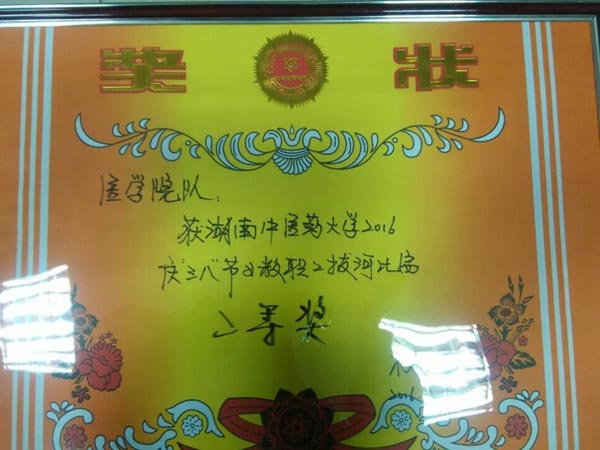 奖 状
医学院队:
获湖南中医药大学2016
庆“三八”节女教职工拔河比赛
二等奖
2016